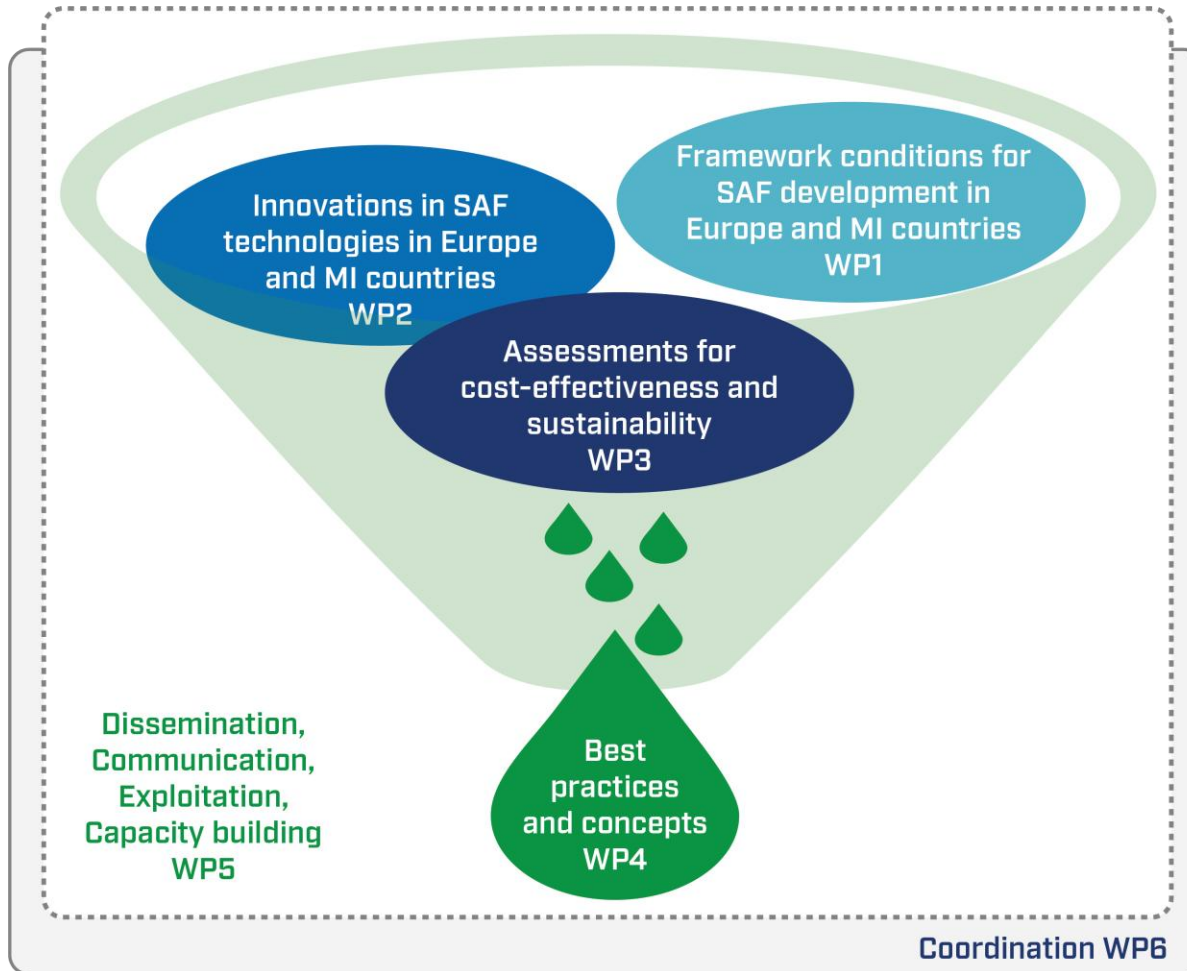 Innovations in SAF
technologies in Europe
and MI countries
WP2
Framework conditions for
SAF development in
Europe and MI countries
WP1
Assessments for
cost-effectiveness and
sustainability
WP3
Dissemination,
Communication,
Exploitation,
Capacity building
WP5
Best
practices
and concepts
WP4
Coordination WP6